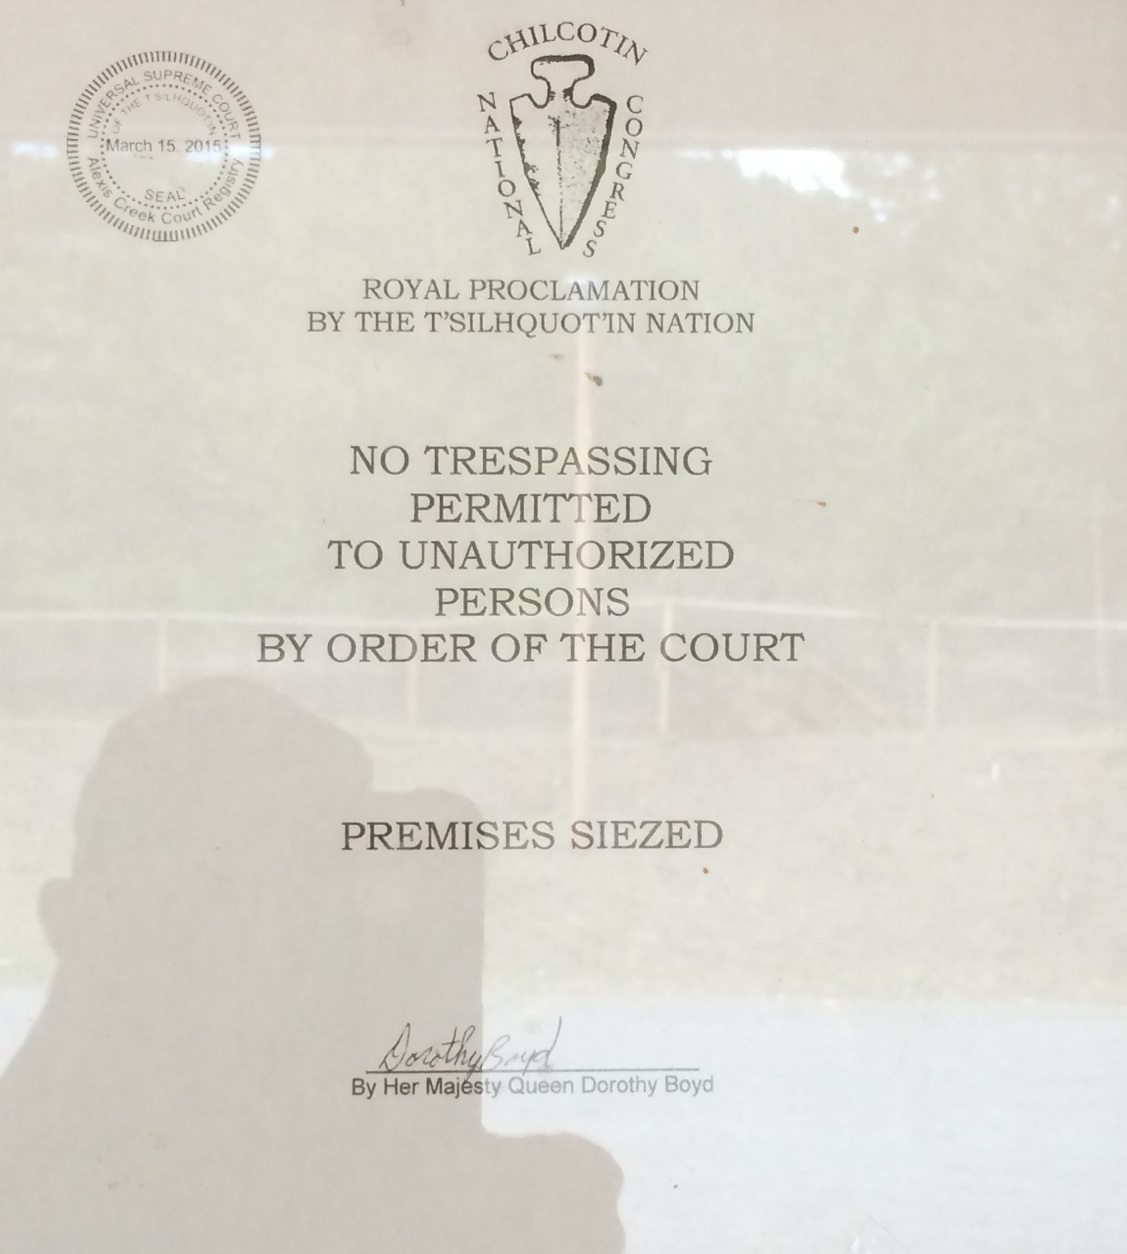 UNIVERSAL SUPREME COURT
OF THE T'SILHQUOT'IN
March 15, 2015
SEAL
Alexis Creek Court Registry
CHILCOTIN
NATIONAL
CONGRESS
ROYAL PROCLAMATION
BY THE T'SILHQUOT'IN NATION
NO TRESPASSING
PERMITTED
TO UNAUTHORIZED
PERSONS
BY ORDER OF THE COURT
PREMISES SIEZED
Dorothy Boyd
By Her Majesty Queen Dorothy Boyd